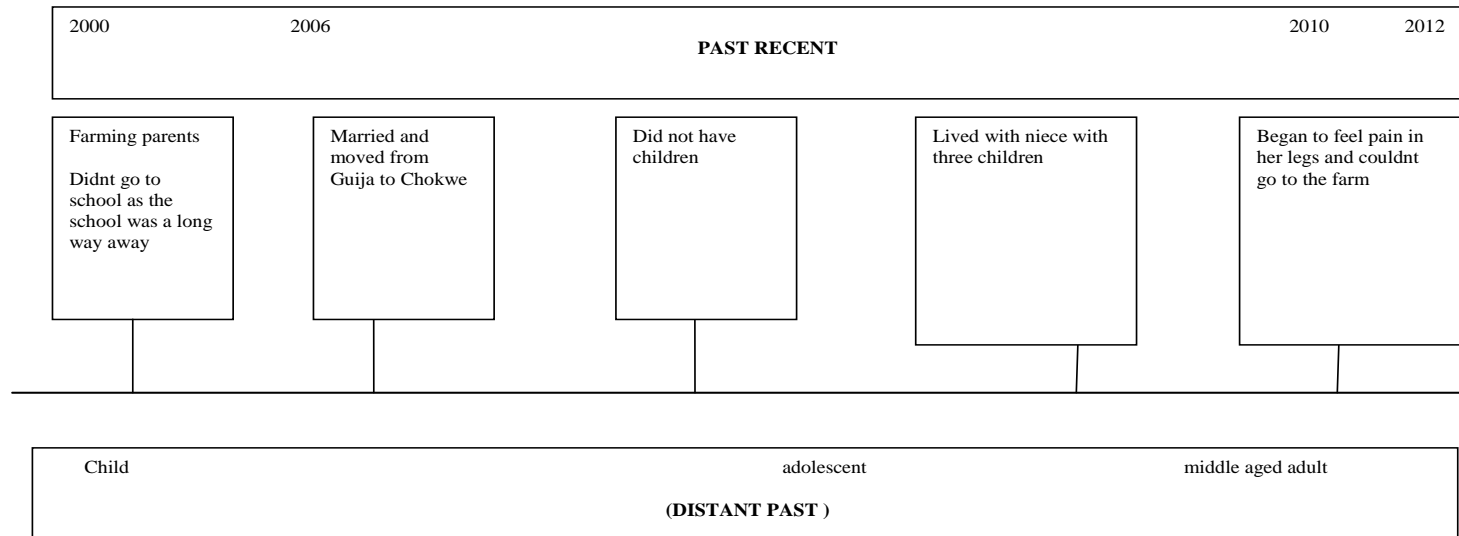 2000 2006 2010 2012
PAST RECENT
Farming parents
Didnt go to
school as the
school was a long
way away
Married and
moved from
Guija to Chokwe
Did not have
children
Lived with niece with
three children
Began to feel pain in
her legs and couldnt
go to the farm
Child adolescent middle aged adult
(DISTANT PAST )